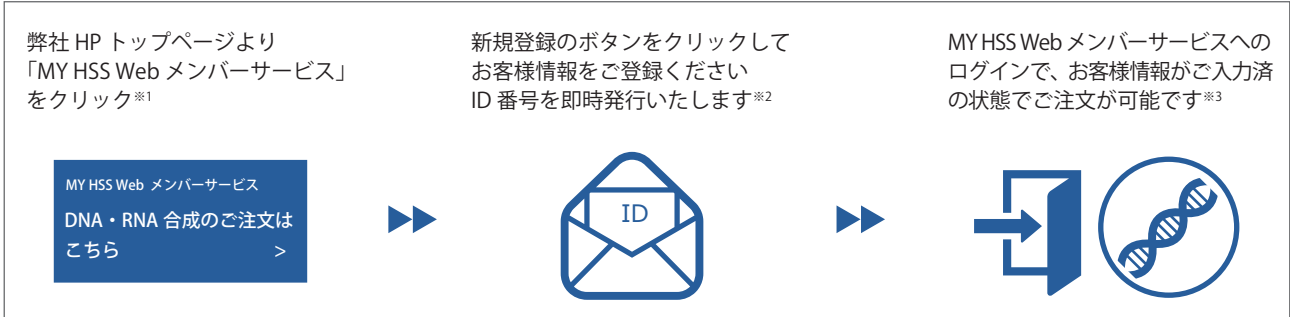 弊社 HP トップページより
「MY HSS Web メンバーサービス」
をクリック※1
MY HSS Web メンバーサービス
DNA・RNA 合成のご注文は
こちら >
新規登録のボタンをクリックして
お客様情報をご登録ください
ID 番号を即時発行いたします※2
ID
MY HSS Web メンバーサービスへの
ログインで、お客様情報がご入力済
の状態でご注文が可能です※3